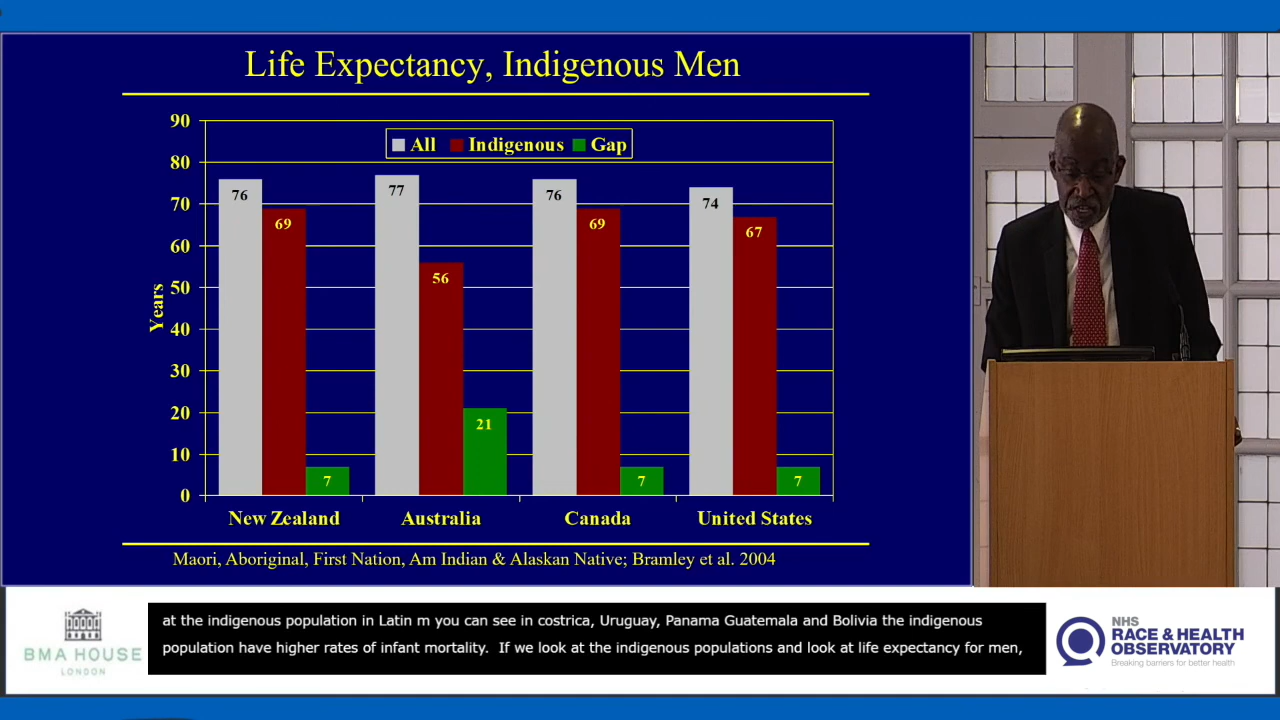 Life Expectancy, Indigenous Men
All Indigenous Gap
Years
90
80
70
60
50
40
30
20
10
0
76 69 7
77 56 21
76 69 7
74 67 7
New Zealand Australia Canada United States
Maori, Aboriginal, First Nation, Am Indian & Alaskan Native; Bramley et al. 2004
BMA HOUSE
LONDON
at the indigenous population in Latin m you can see in costrica, Uruguay, Panama Guatemala and Bolivia the indigenous
population have higher rates of infant mortality.  If we look at the indigenous populations and look at life expectancy for men,
NHS
RACE & HEALTH
OBSERVATORY
Breaking barriers for better health